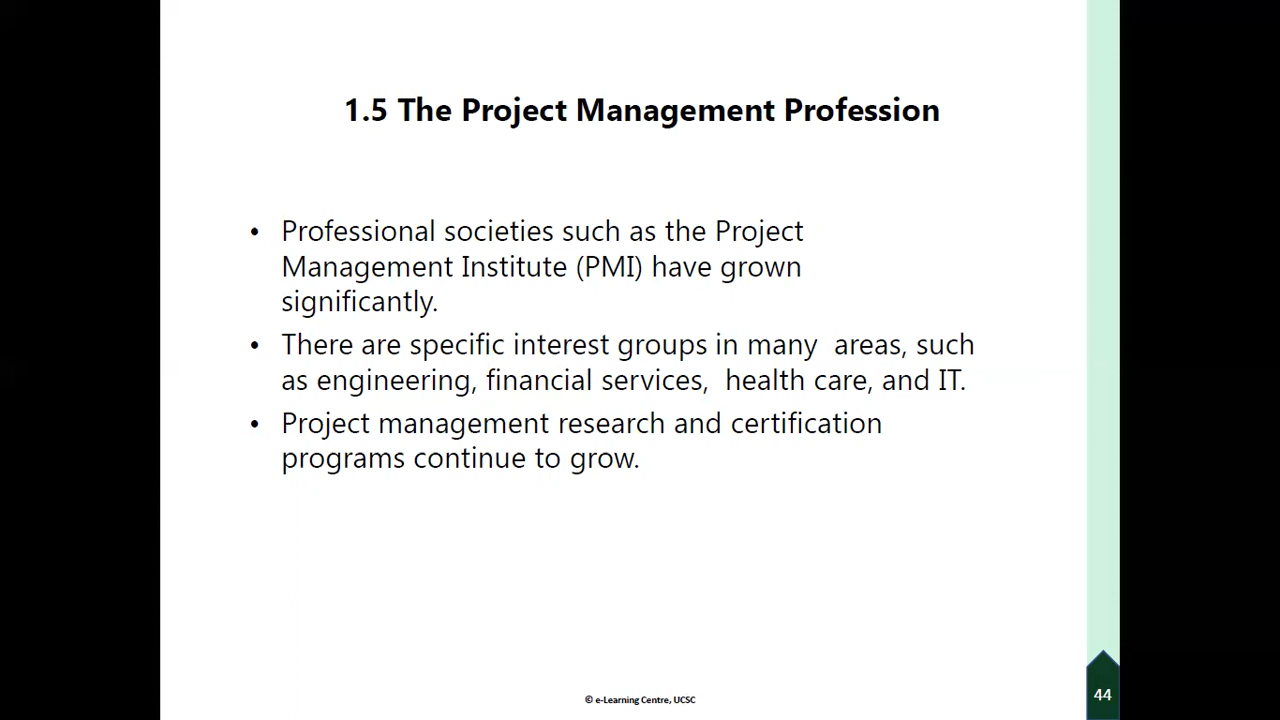 1.5 The Project Management Profession
• Professional societies such as the Project
Management Institute (PMI) have grown
significantly.
• There are specific interest groups in many  areas, such
as engineering, financial services,  health care, and IT.
• Project management research and certification
programs continue to grow.
© e-Learning Centre, UCSC
44